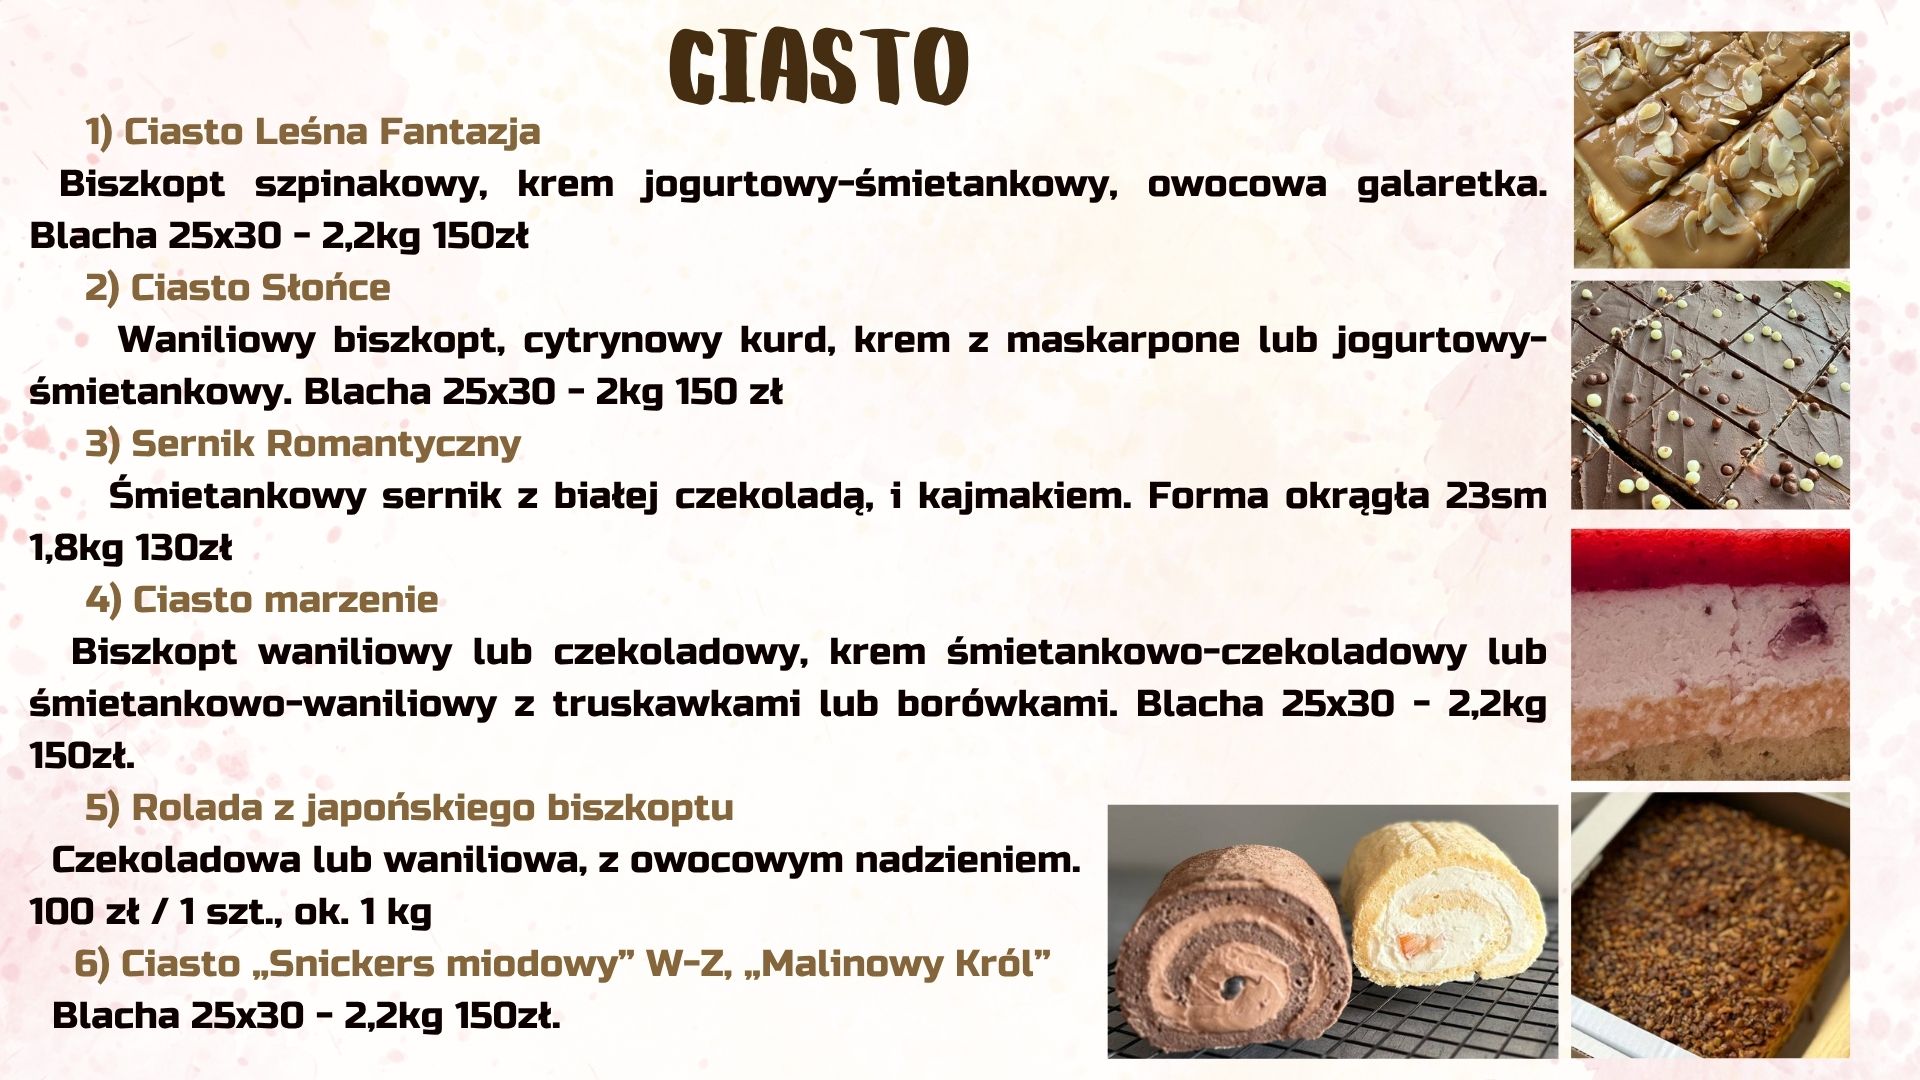 CIASTO
1) Ciasto Leśna Fantazja
Biszkopt szpinakowy, krem jogurtowy-śmietankowy, owocowa galaretka.
Blacha 25x30 - 2,2kg 150zł
2) Ciasto Słońce
Waniliowy biszkopt, cytrynowy kurd, krem z maskarpone lub jogurtowy-
śmietankowy. Blacha 25x30 - 2kg 150 zł
3) Sernik Romantyczny
Śmietankowy sernik z białej czekoladą, i kajmakiem. Forma okrągła 23sm
1,8kg 130zł
4) Ciasto marzenie
Biszkopt waniliowy lub czekoladowy, krem śmietankowo-czekoladowy lub
śmietankowo-waniliowy z truskawkami lub borówkami. Blacha 25x30 - 2,2kg
150zł.
5) Rolada z japońskiego biszkoptu
Czekoladowa lub waniliowa, z owocowym nadzieniem.
100 zł / 1 szt., ok. 1 kg
6) Ciasto „Snickers miodowy” W-Z, „Malinowy Król”
Blacha 25x30 - 2,2kg 150zł.